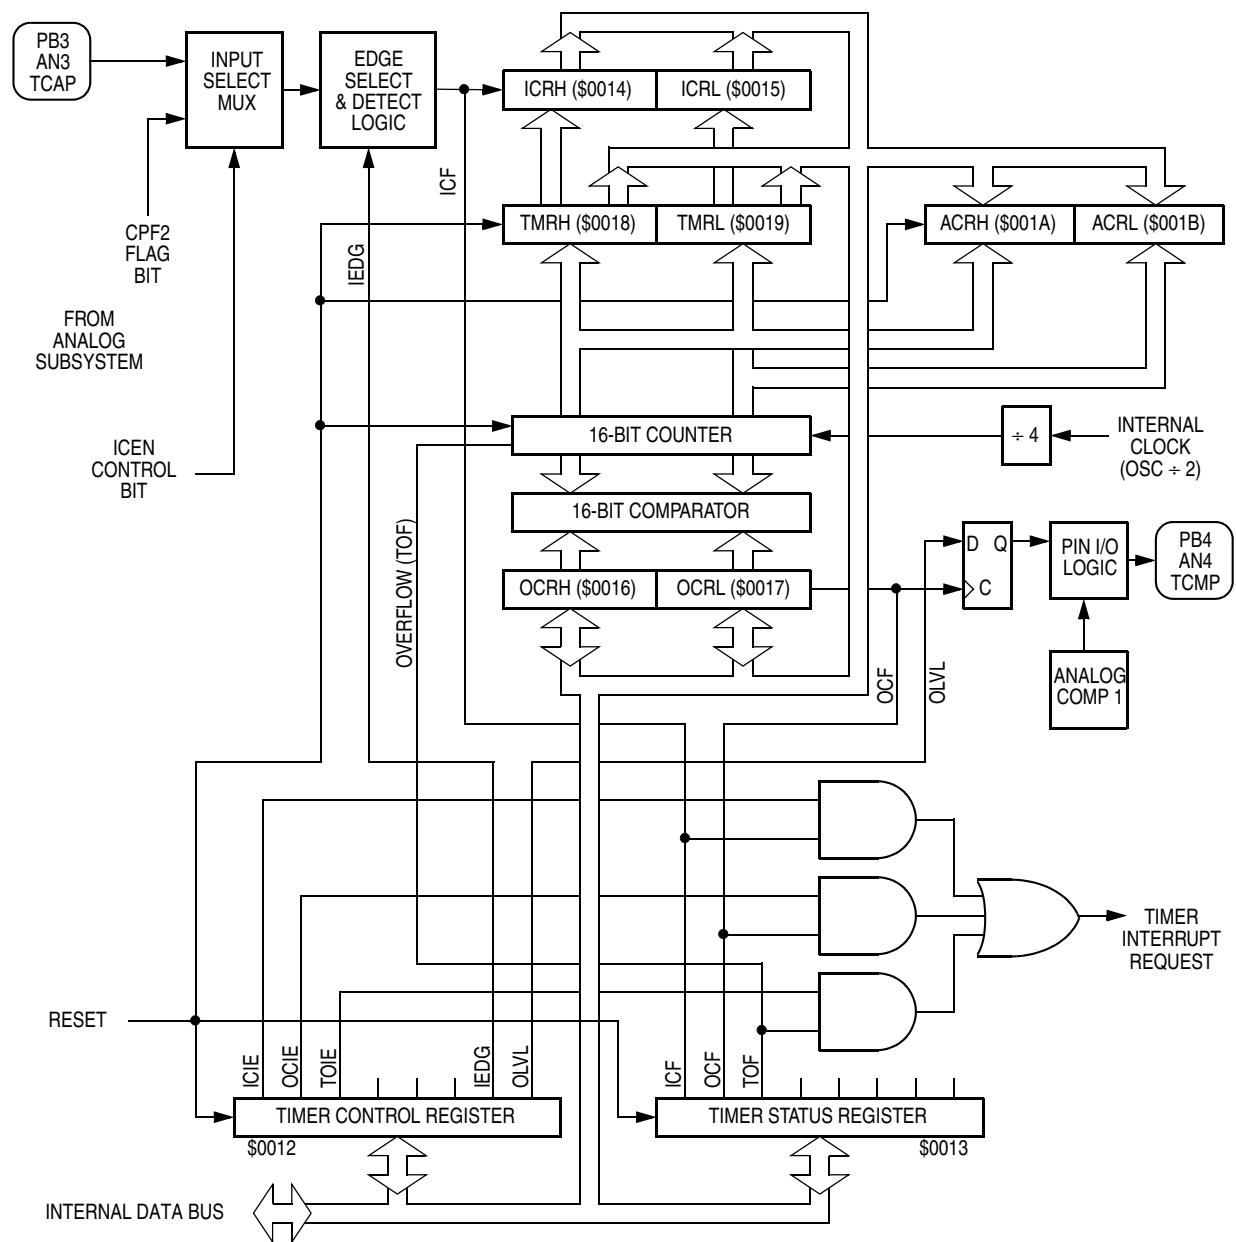 PB3
AN3
TCAP
INPUT
SELECT
MUX
EDGE
SELECT
& DETECT
LOGIC
ICRH ($0014)
ICRL ($0015)
ICF
TMRH ($0018)
TMRL ($0019)
ACRH ($001A)
ACRL ($001B)
CPF2
FLAG
BIT
IEDG
FROM
ANALOG
SUBSYSTEM
ICEN
CONTROL
BIT
16-BIT COUNTER
÷ 4
INTERNAL
CLOCK
(OSC ÷ 2)
16-BIT COMPARATOR
OVERFLOW (TOF)
OCRH ($0016)
OCRL ($0017)
D Q
C
PIN I/O
LOGIC
PB4
AN4
TCMP
OCF
OLVL
ANALOG
COMP 1
TIMER
INTERRUPT
REQUEST
RESET
ICIE
OCIE
TOIE
IEDG
OLVL
ICF
OCF
TOF
TIMER CONTROL REGISTER
TIMER STATUS REGISTER
$0012
$0013
INTERNAL DATA BUS